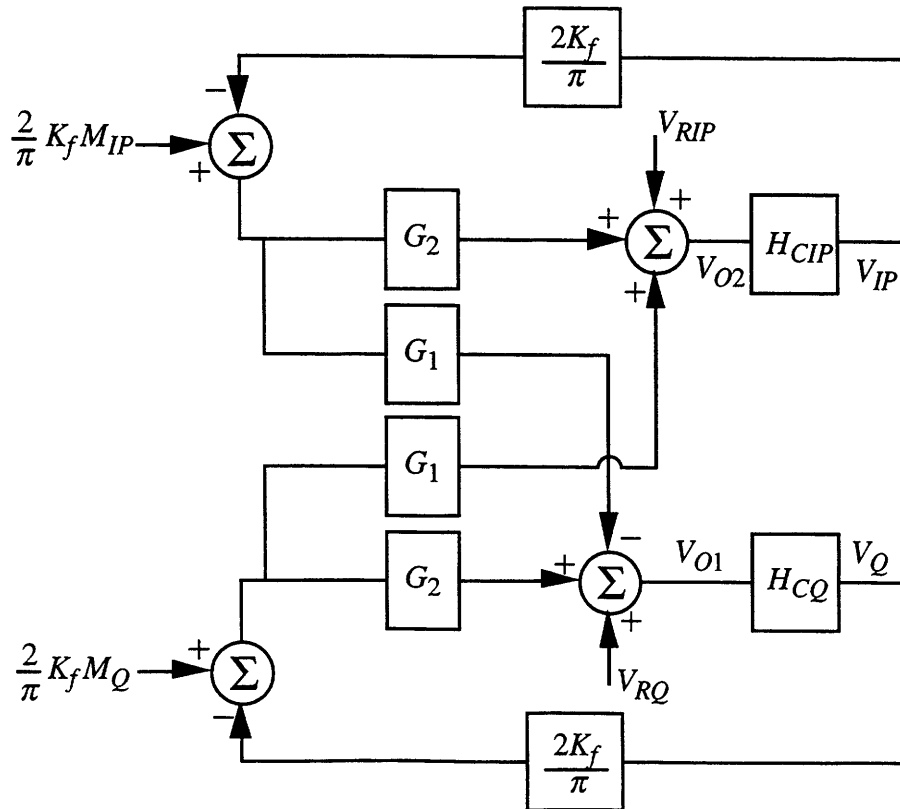 2K_f
π
−
2/π K_f M_IP
+
Σ
V_RIP
+
G_2
+
Σ
+
V_O2
H_CIP
V_IP
G_1
G_1
−
G_2
+
Σ
+
V_O1
H_CQ
V_Q
V_RQ
+
2/π K_f M_Q
Σ
−
2K_f
π